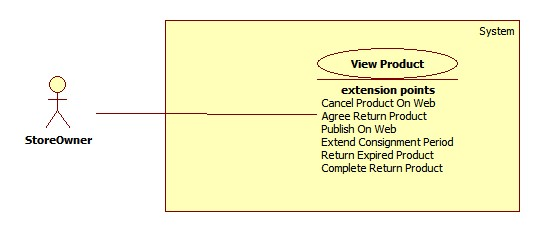 System
View Product
extension points
Cancel Product On Web
Agree Return Product
Publish On Web
Extend Consignment Period
Return Expired Product
Complete Return Product
StoreOwner